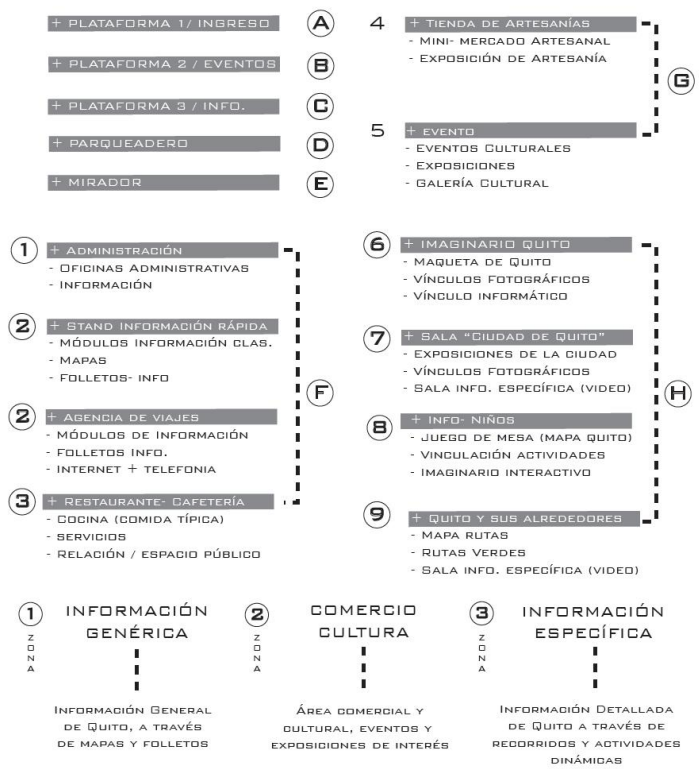 + PLATAFORMA 1/ INGRESO A
+ PLATAFORMA 2 / EVENTOS B
+ PLATAFORMA 3 / INFO. C
+ PARQUEADERO D
+ MIRADOR E
4 + TIENDA DE ARTESANÍAS
- MINI- MERCADO ARTESANAL
- EXPOSICIÓN DE ARTESANÍA
G
5 + EVENTO
- EVENTOS CULTURALES
- EXPOSICIONES
- GALERÍA CULTURAL
1 + ADMINISTRACIÓN
- OFICINAS ADMINISTRATIVAS
- INFORMACIÓN
2 + STAND INFORMACIÓN RÁPIDA
- MÓDULOS INFORMACIÓN CLAS.
- MAPAS
- FOLLETOS- INFO
F
2 + AGENCIA DE VIAJES
- MÓDULOS DE INFORMACIÓN
- FOLLETOS INFO.
- INTERNET + TELEFONIA
3 + RESTAURANTE- CAFETERÍA
- COCINA (COMIDA TÍPICA)
- SERVICIOS
- RELACIÓN / ESPACIO PÚBLICO
6 + IMAGINARIO QUITO
- MAQUETA DE QUITO
- VÍNCULOS FOTOGRÁFICOS
- VÍNCULO INFORMÁTICO
7 + SALA "CIUDAD DE QUITO"
- EXPOSICIONES DE LA CIUDAD
- VÍNCULOS FOTOGRÁFICOS
- SALA INFO. ESPECÍFICA (VIDEO)
H
8 + INFO- NIÑOS
- JUEGO DE MESA (MAPA QUITO)
- VINCULACIÓN ACTIVIDADES
- IMAGINARIO INTERACTIVO
9 + QUITO Y SUS ALREDEDORES
- MAPA RUTAS
- RUTAS VERDES
- SALA INFO. ESPECÍFICA (VIDEO)
1 ZONA
INFORMACIÓN
GENÉRICA
INFORMACIÓN GENERAL
DE QUITO, A TRAVÉS
DE MAPAS Y FOLLETOS
2 ZONA
COMERCIO
CULTURA
ÁREA COMERCIAL Y
CULTURAL, EVENTOS Y
EXPOSICIONES DE INTERÉS
3 ZONA
INFORMACIÓN
ESPECÍFICA
INFORMACIÓN DETALLADA
DE QUITO A TRAVÉS DE
RECORRIDOS Y ACTIVIDADES
DINÁMICAS